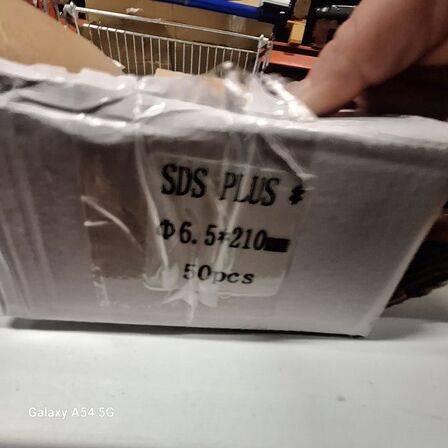 SDS PLUS
Φ6.5*210mm
50pcs
Galaxy A54 5G